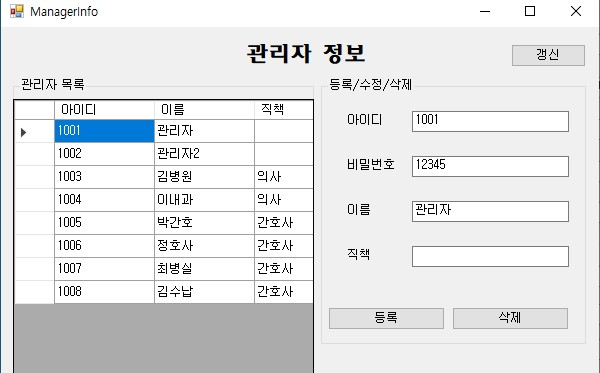 ManagerInfo
관리자 정보
갱신
관리자 목록
아이디 이름 직책
1001 관리자
1002 관리자2
1003 김병원 의사
1004 이내과 의사
1005 박간호 간호사
1006 정호사 간호사
1007 최병실 간호사
1008 김수납 간호사
등록/수정/삭제
아이디 1001
비밀번호 12345
이름 관리자
직책
등록 삭제